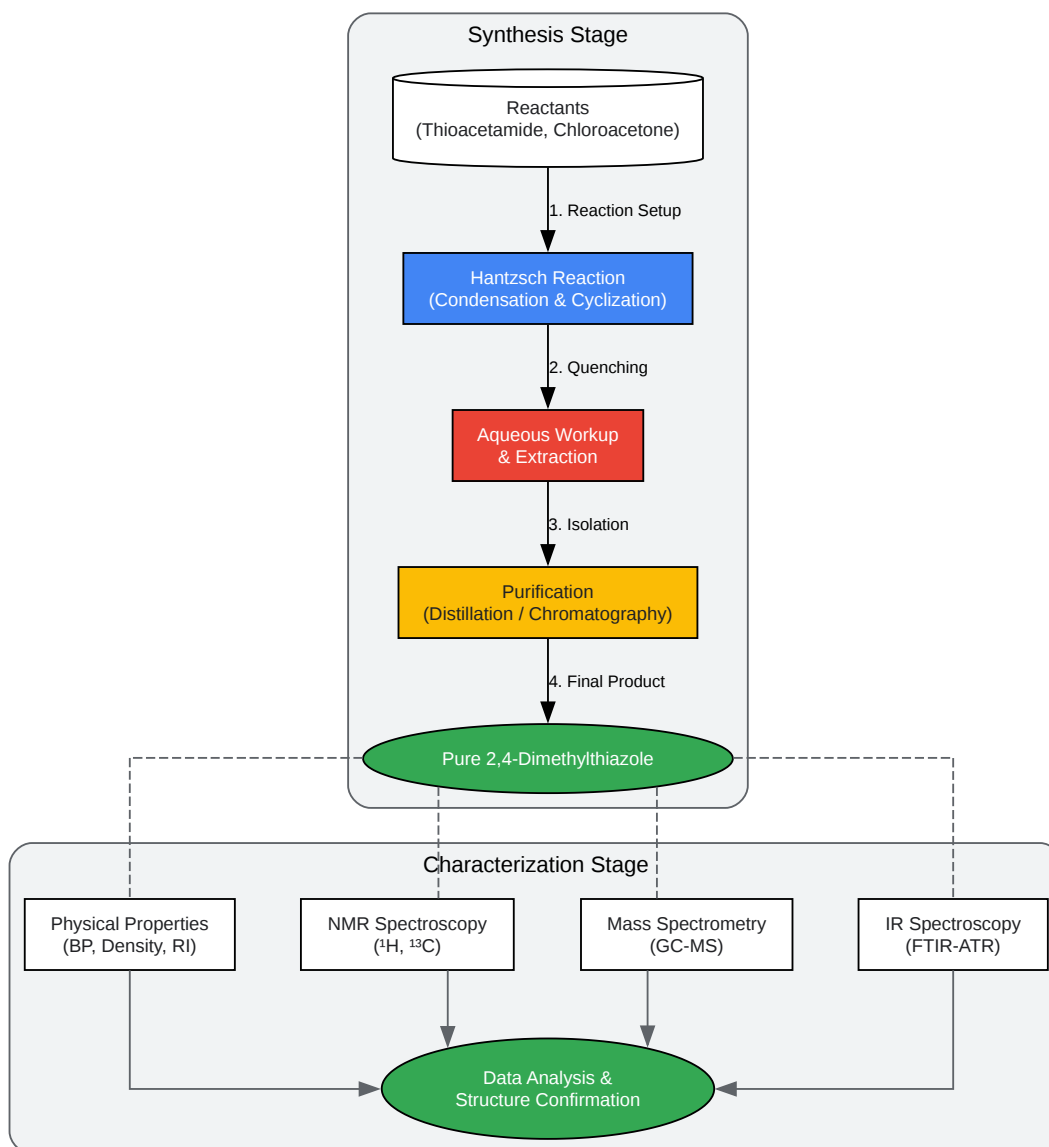 Synthesis Stage
Reactants
(Thioacetamide, Chloroacetone)
1. Reaction Setup
Hantzsch Reaction
(Condensation & Cyclization)
2. Quenching
Aqueous Workup
& Extraction
3. Isolation
Purification
(Distillation / Chromatography)
4. Final Product
Pure 2,4-Dimethylthiazole
Characterization Stage
Physical Properties
(BP, Density, RI)
NMR Spectroscopy
(¹H, ¹³C)
Mass Spectrometry
(GC-MS)
IR Spectroscopy
(FTIR-ATR)
Data Analysis &
Structure Confirmation